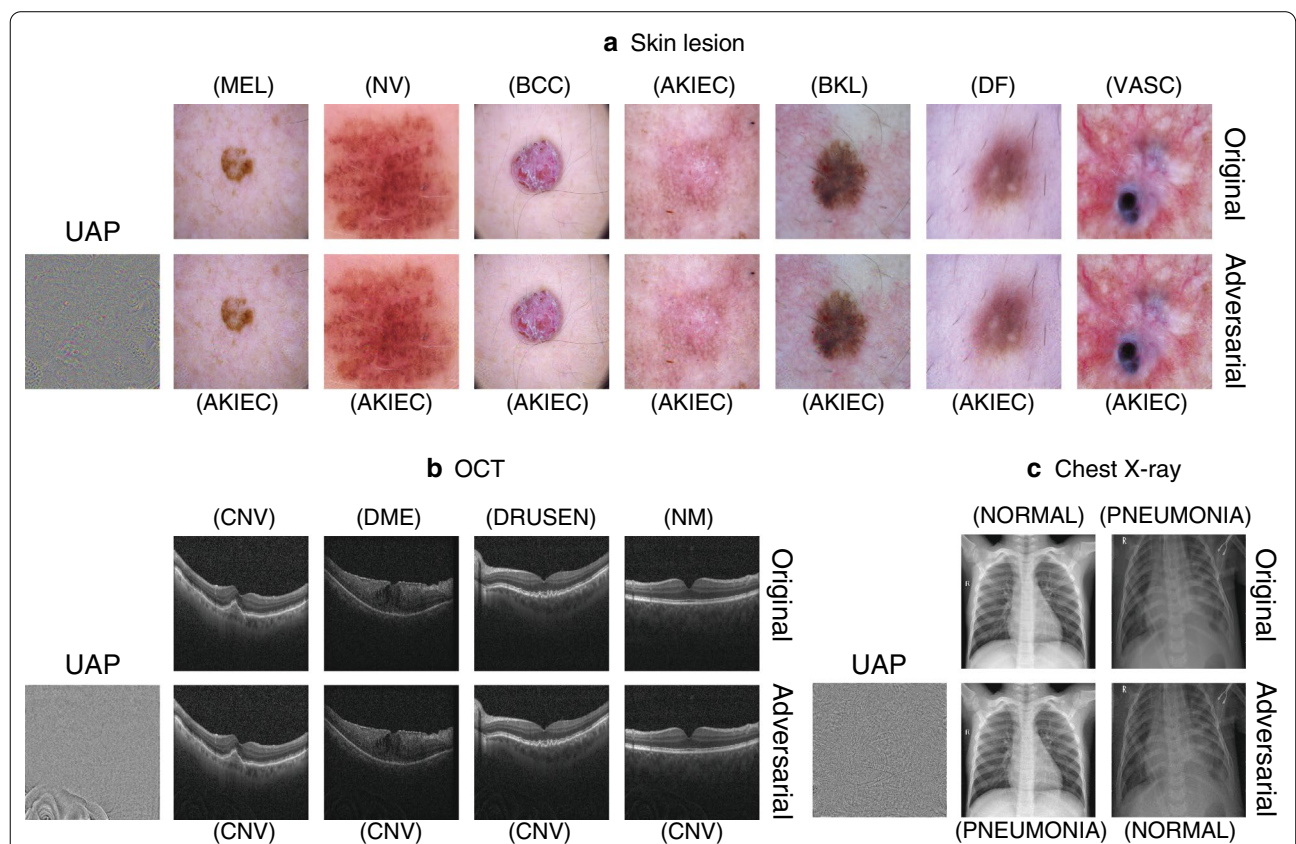 a Skin lesion
(MEL) (NV) (BCC) (AKIEC) (BKL) (DF) (VASC)
Original
UAP
Adversarial
(AKIEC) (AKIEC) (AKIEC) (AKIEC) (AKIEC) (AKIEC) (AKIEC)
b OCT
(CNV) (DME) (DRUSEN) (NM)
Original
UAP
Adversarial
(CNV) (CNV) (CNV) (CNV)
c Chest X-ray
(NORMAL) (PNEUMONIA)
R
Original
UAP
R
Adversarial
(PNEUMONIA) (NORMAL)